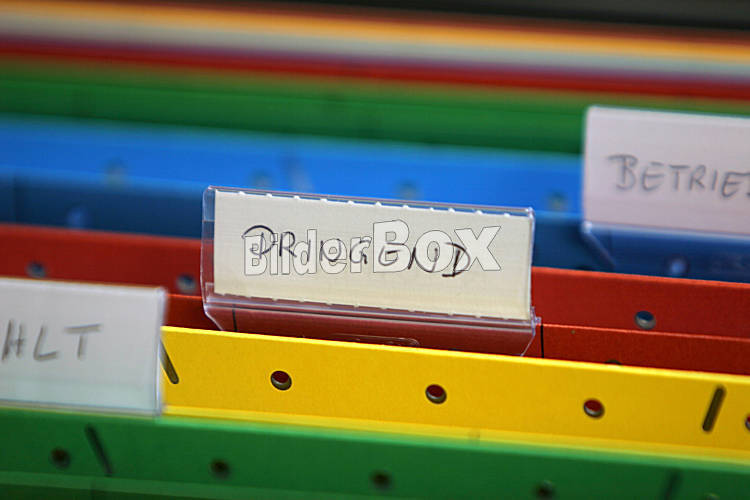 BETRIE
DRINGEND
BilderBOX
HLT